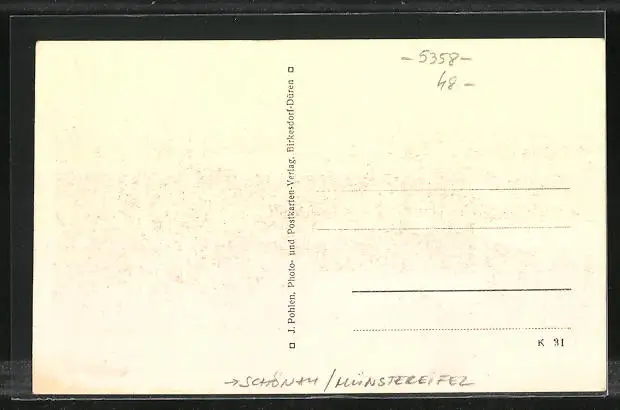 - 5358 -
48 -
J. Pohlen, Photo- und Postkarten-Verlag, Birkesdorf-Düren
K 31
→ SCHÖNAU / MÜNSTEREIFEL